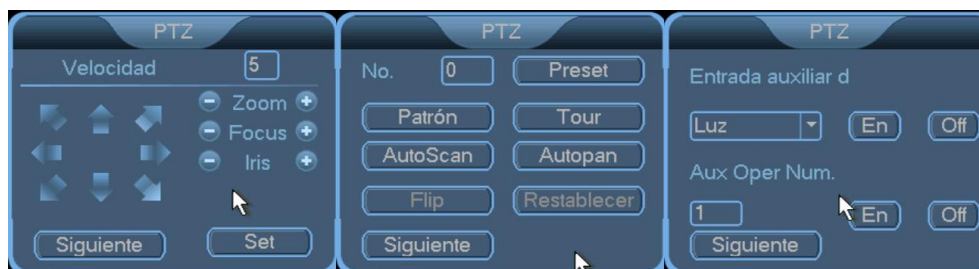 PTZ
Velocidad 5
Zoom
Focus
Iris
Siguiente Set
PTZ
No. 0 Preset
Patrón Tour
AutoScan Autopan
Flip Restablecer
Siguiente
PTZ
Entrada auxiliar d
Luz En Off
Aux Oper Num.
1 En Off
Siguiente